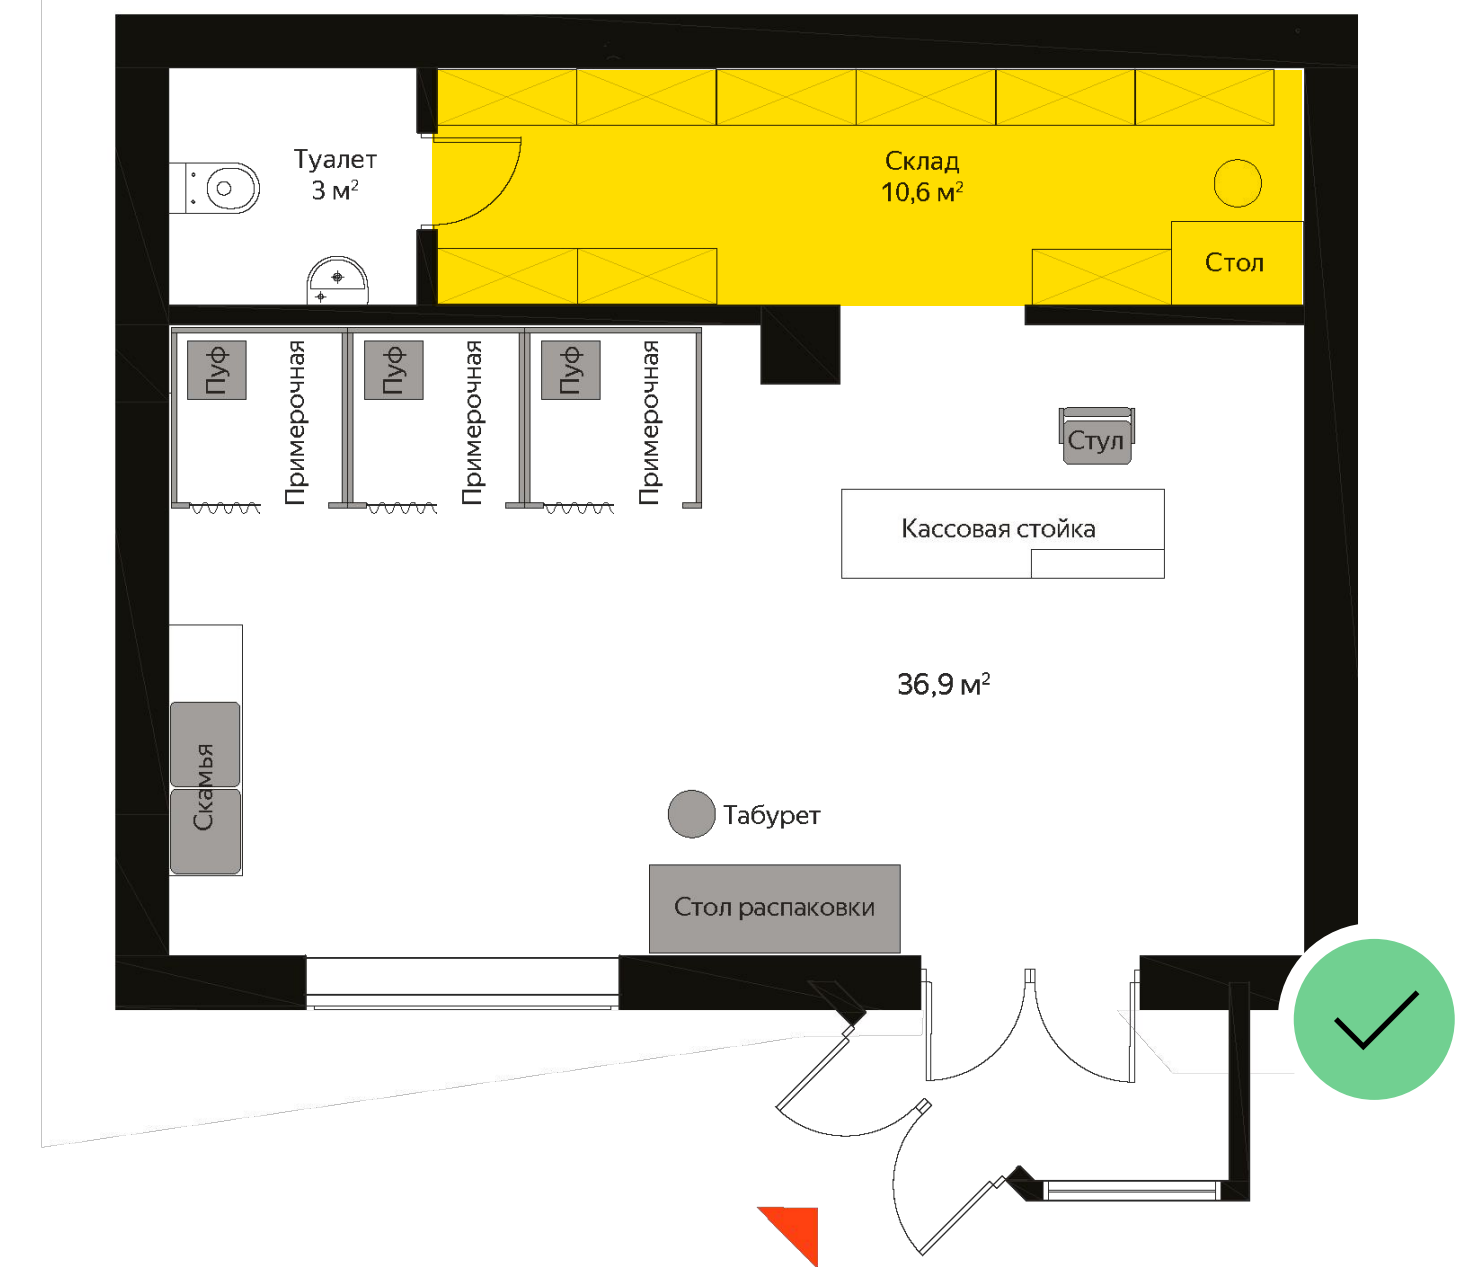 Туалет
3 м²
Склад
10,6 м²
Стол
Пуф
Примерочная
Пуф
Примерочная
Пуф
Примерочная
Стул
Кассовая стойка
36,9 м²
Скамья
Табурет
Стол распаковки